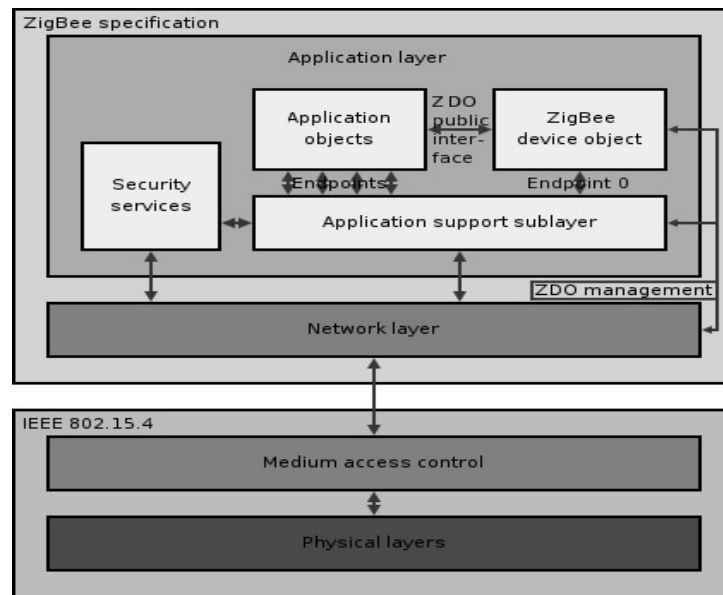 ZigBee specification
Application layer
Application
objects
ZDO
public
inter-
face
ZigBee
device object
Security
services
Endpoints
Endpoint 0
Application support sublayer
ZDO management
Network layer
IEEE 802.15.4
Medium access control
Physical layers